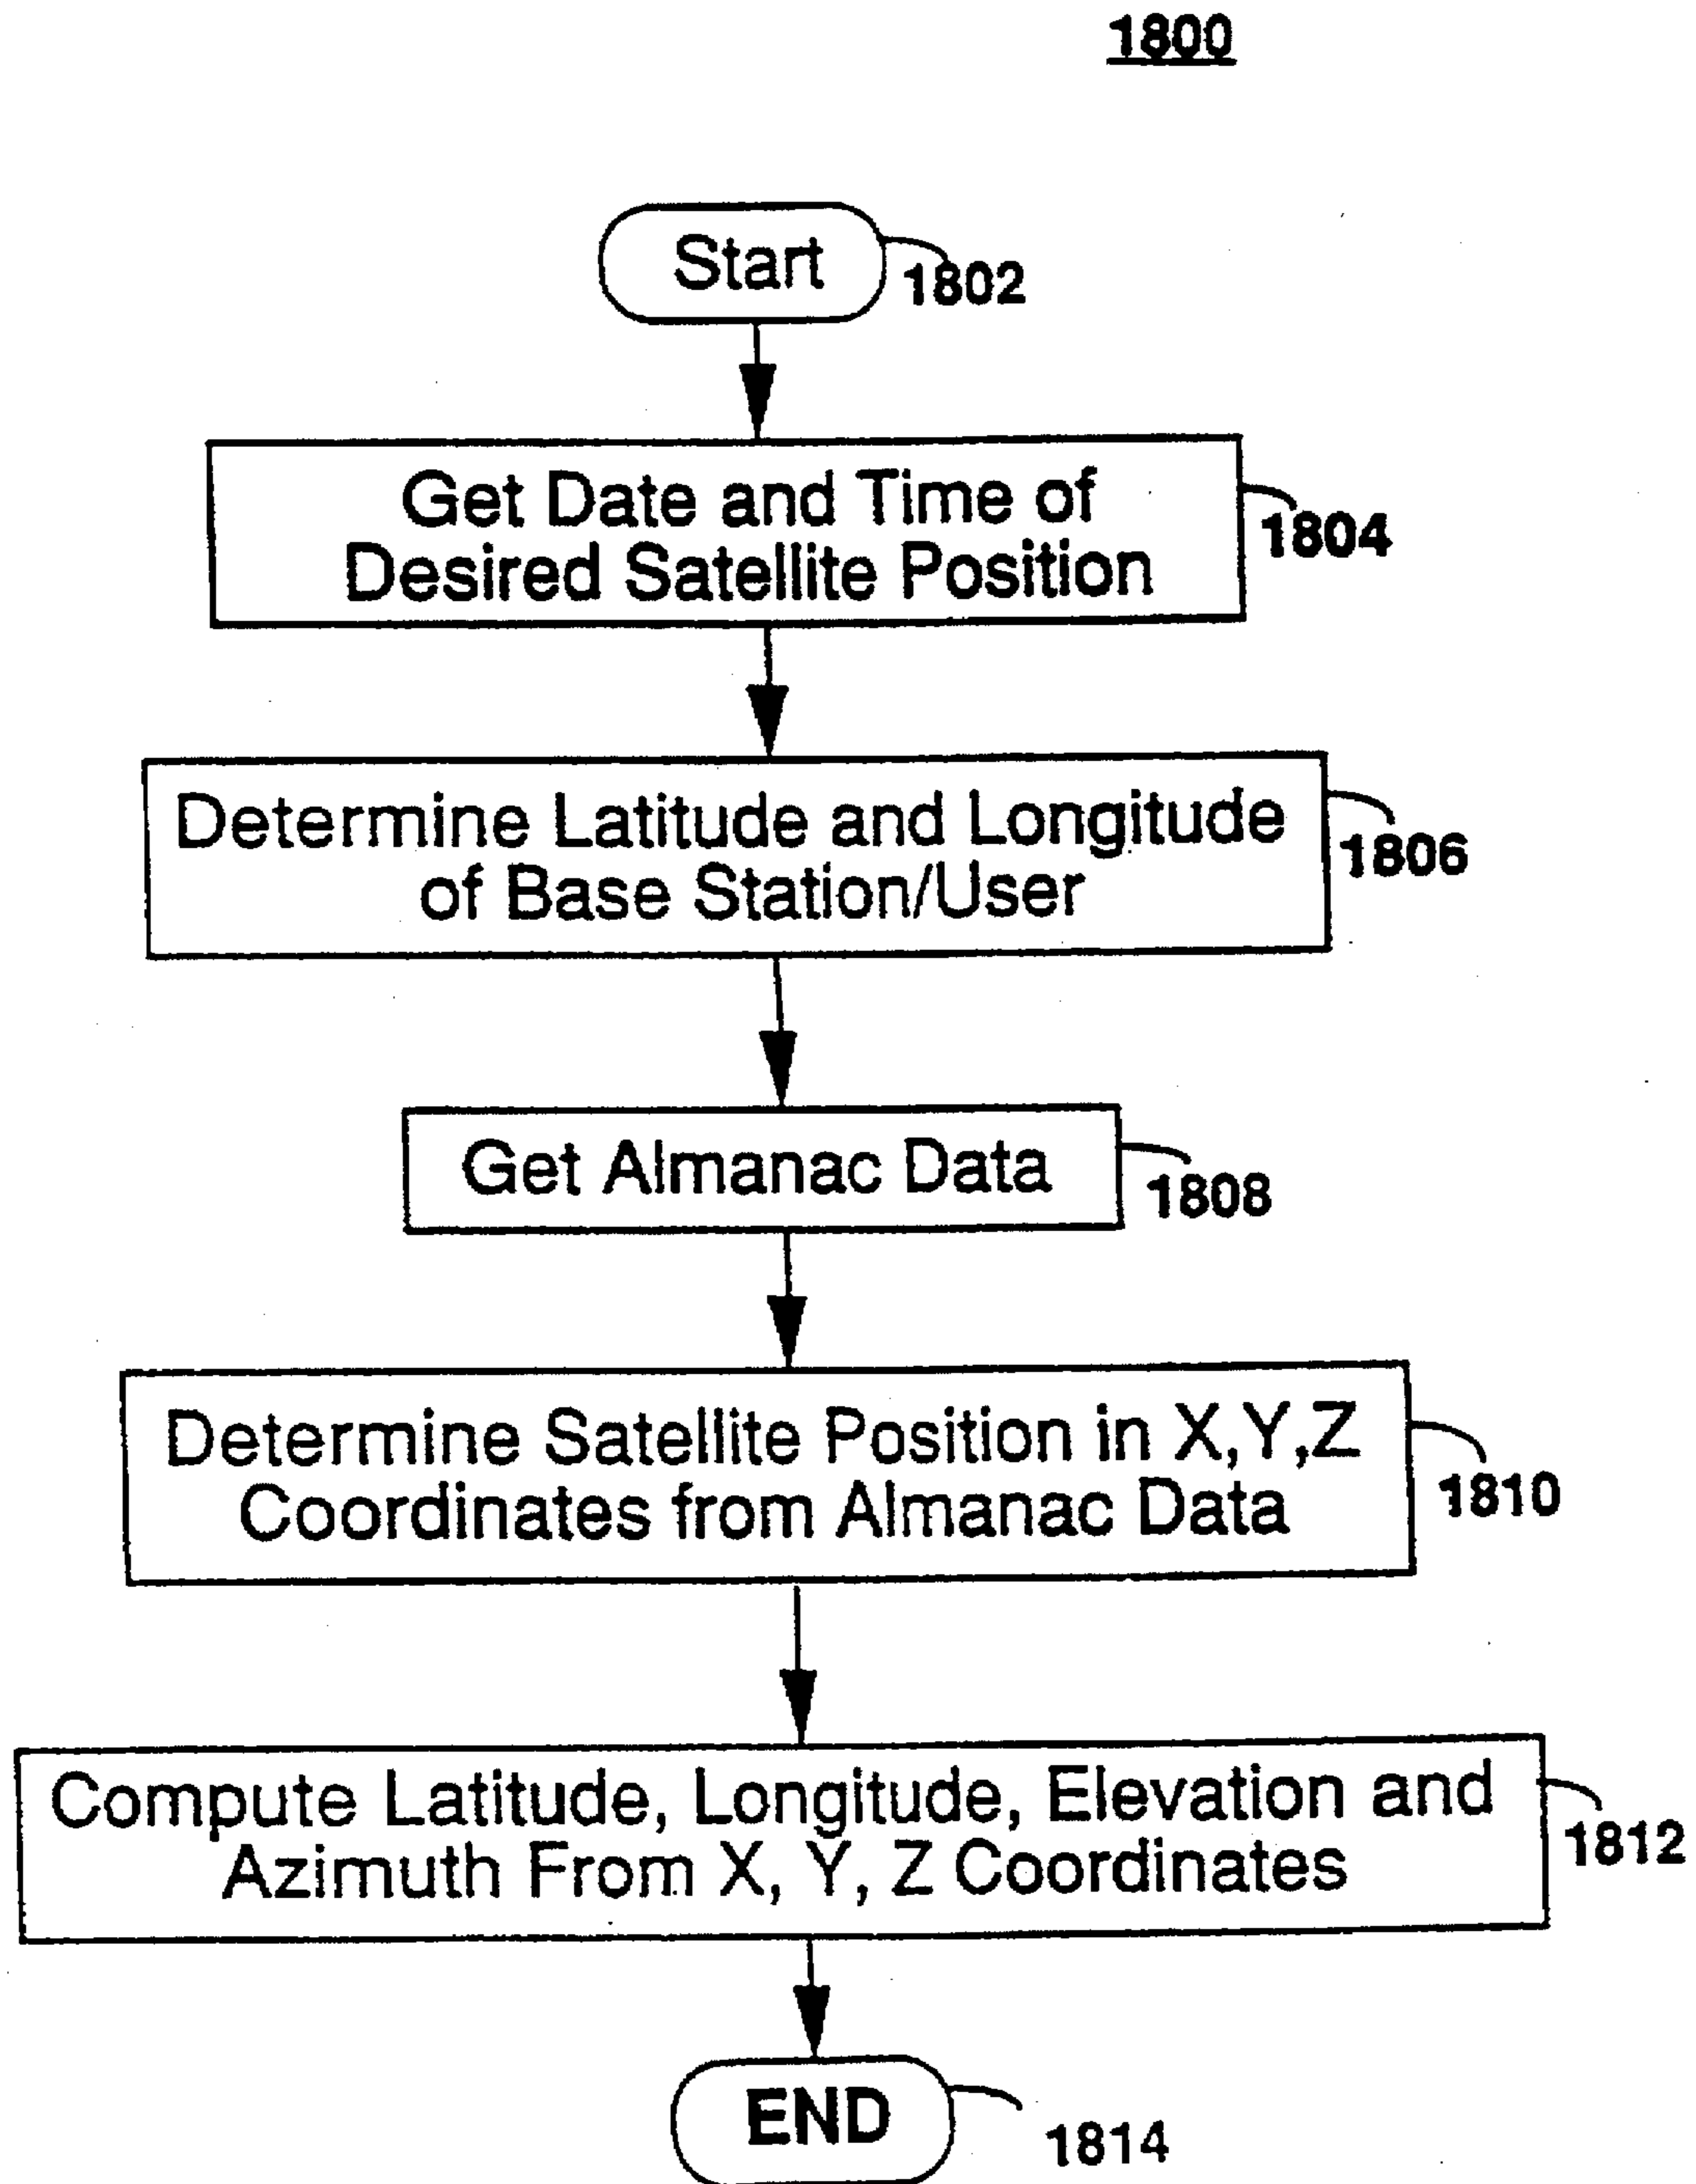 1800
Start
1802
Get Date and Time of
Desired Satellite Position
1804
Determine Latitude and Longitude
of Base Station/User
1806
Get Almanac Data
1808
Determine Satellite Position in X,Y,Z
Coordinates from Almanac Data
1810
Compute Latitude, Longitude, Elevation and
Azimuth From X, Y, Z Coordinates
1812
END
1814